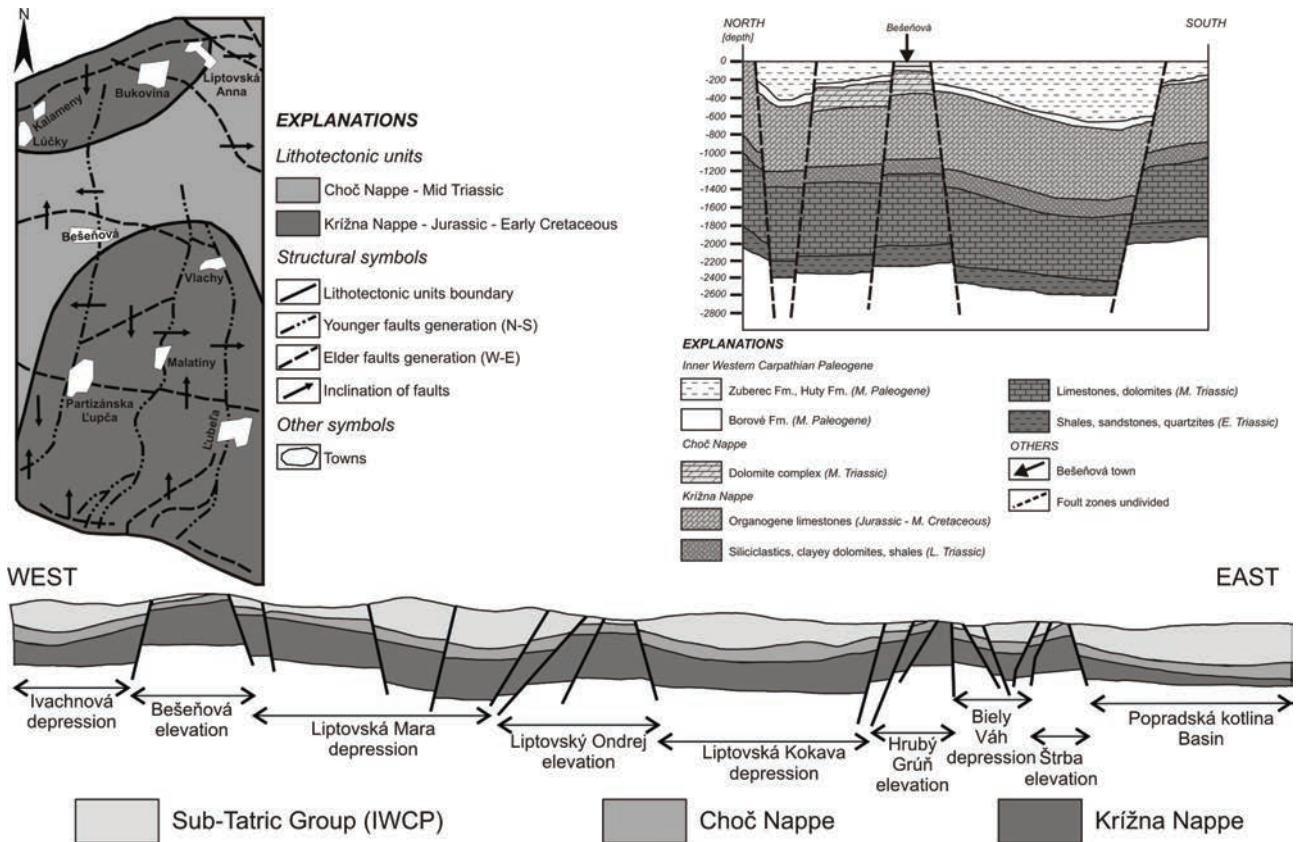 N
Liptovská
Anna
Bukovina
Kalameny
Lúčky
Bešeňová
Vlachy
Malatiny
Partizánska
Ľupča
Ľubeľa
EXPLANATIONS
Lithotectonic units
Choč Nappe - Mid Triassic
Krížna Nappe - Jurassic - Early Cretaceous
Structural symbols
Lithotectonic units boundary
Younger faults generation (N-S)
Elder faults generation (W-E)
Inclination of faults
Other symbols
Towns
NORTH
[depth]
Bešeňová
SOUTH
0
-200
-400
-600
-800
-1000
-1200
-1400
-1600
-1800
-2000
-2200
-2400
-2600
-2800
EXPLANATIONS
Inner Western Carpathian Paleogene
Zuberec Fm., Huty Fm. (M. Paleogene)
Borové Fm. (M. Paleogene)
Choč Nappe
Dolomite complex (M. Triassic)
Krížna Nappe
Organogene limestones (Jurassic - M. Cretaceous)
Siliciclastics, clayey dolomites, shales (L. Triassic)
Limestones, dolomites (M. Triassic)
Shales, sandstones, quartzites (E. Triassic)
OTHERS
Bešeňová town
Foult zones undivided
WEST
EAST
Ivachnová
depression
Bešeňová
elevation
Liptovská Mara
depression
Liptovský Ondrej
elevation
Liptovská Kokava
depression
Hrubý
Grúň
elevation
Biely
Váh
depression
Štrba
elevation
Popradská kotlina
Basin
Sub-Tatric Group (IWCP)
Choč Nappe
Krížna Nappe